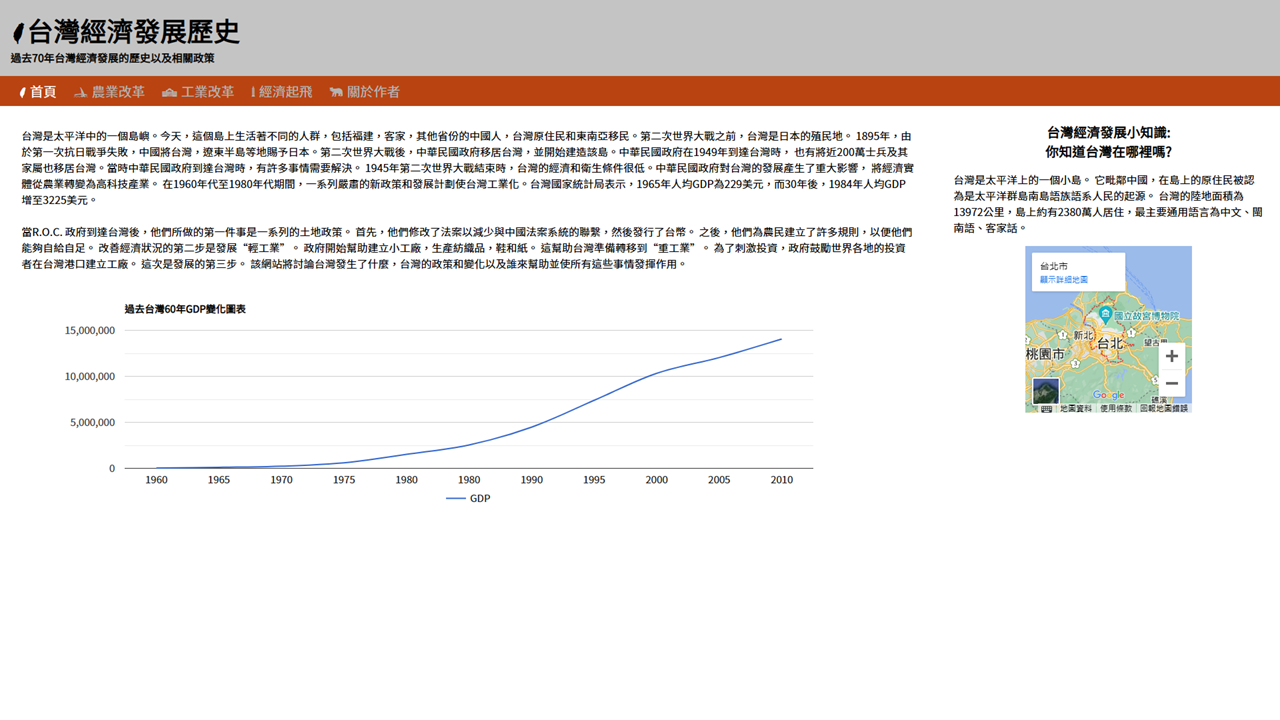 台灣經濟發展歷史
過去70年台灣經濟發展的歷史以及相關政策
首頁 農業改革 工業改革 經濟起飛 關於作者
台灣是太平洋中的一個島嶼。今天，這個島上生活著不同的人群，包括福建，客家，其他省份的中國人，台灣原住民和東南亞移民。第二次世界大戰之前，台灣是日本的殖民地。 1895年，由
於第一次抗日戰爭失敗，中國將台灣，遼東半島等地賜予日本。第二次世界大戰後，中華民國政府移居台灣，並開始建造該島。中華民國政府在1949年到達台灣時， 也有將近200萬士兵及其
家屬也移居台灣。當時中華民國政府到達台灣時，有許多事情需要解決。 1945年第二次世界大戰結束時，台灣的經濟和衛生條件很低。中華民國政府對台灣的發展產生了重大影響， 將經濟實
體從農業轉變為高科技產業。 在1960年代至1980年代期間，一系列嚴肅的新政策和發展計劃使台灣工業化。台灣國家統計局表示，1965年人均GDP為229美元，而30年後，1984年人均GDP
增至3225美元。
當R.O.C. 政府到達台灣後，他們所做的第一件事是一系列的土地政策。 首先，他們修改了法案以減少與中國法案系統的聯繫，然後發行了台幣。 之後，他們為農民建立了許多規則，以便他們
能夠自給自足。 改善經濟狀況的第二步是發展“輕工業”。 政府開始幫助建立小工廠，生產紡織品，鞋和紙。 這幫助台灣準備轉移到“重工業”。 為了刺激投資，政府鼓勵世界各地的投資
者在台灣港口建立工廠。 這次是發展的第三步。 該網站將討論台灣發生了什麼，台灣的政策和變化以及誰來幫助並使所有這些事情發揮作用。
過去台灣60年GDP變化圖表
15,000,000
10,000,000
5,000,000
0
1960 1965 1970 1975 1980 1980 1990 1995 2000 2005 2010
GDP
台灣經濟發展小知識:
你知道台灣在哪裡嗎?
台灣是太平洋上的一個小島。 它毗鄰中國，在島上的原住民被認
為是太平洋群島南島語族語系人民的起源。 台灣的陸地面積為
13972公里，島上約有2380萬人居住，最主要通用語言為中文、閩
南語、客家話。
台北市
顯示詳細地圖
國立故宮博物院
新北
台北
望古
桃園市
礁溪
Google
地圖資料 使用條款 回報地圖錯誤